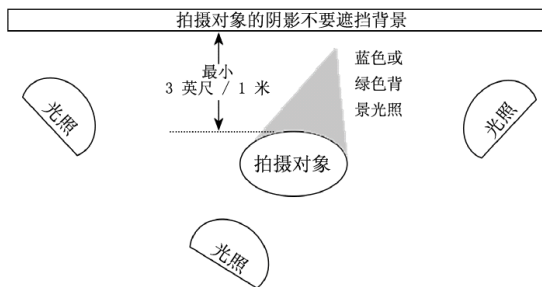 拍摄对象的阴影不要遮挡背景
最小
3 英尺 / 1 米
蓝色或
绿色背
景光照
光照
光照
拍摄对象
光照